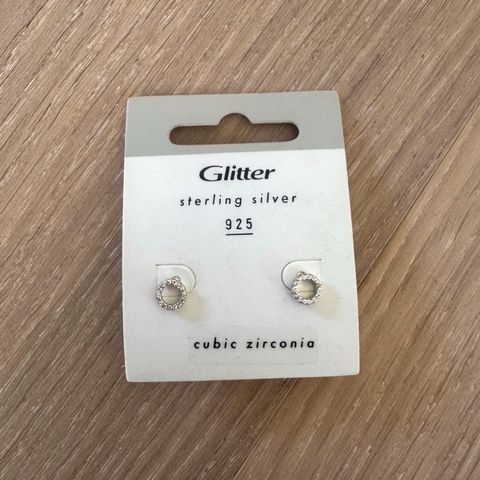 Glitter
sterling silver
925
cubic zirconia